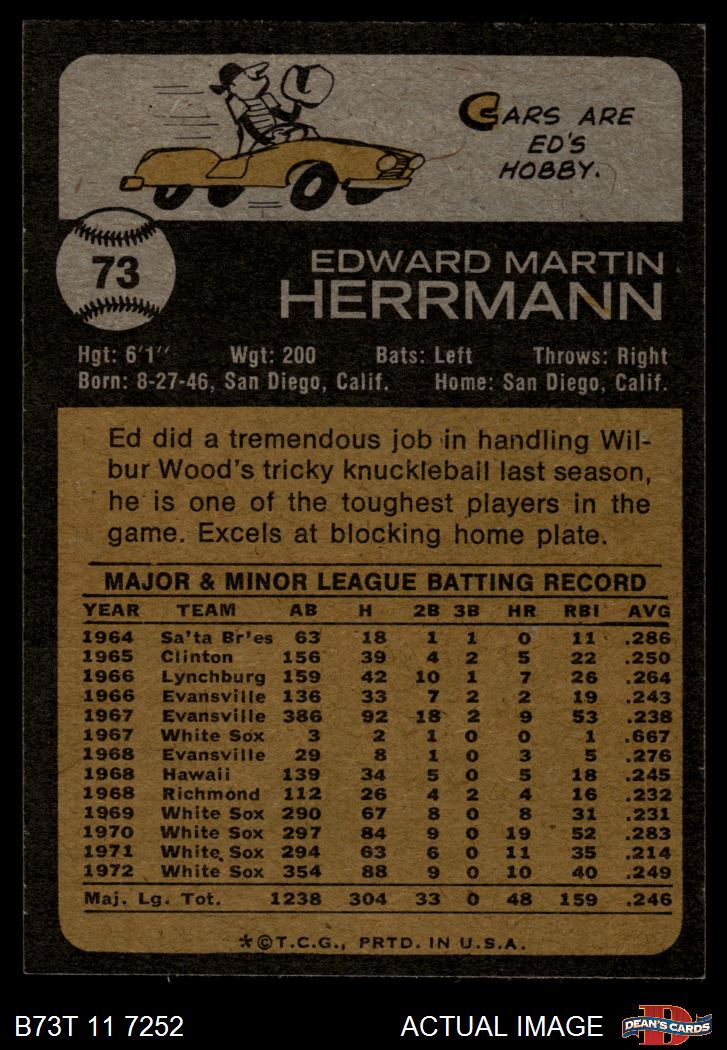 CARS ARE
ED'S
HOBBY.
73
EDWARD MARTIN
HERRMANN
Hgt: 6'1" Wgt: 200 Bats: Left Throws: Right
Born: 8-27-46, San Diego, Calif. Home: San Diego, Calif.
Ed did a tremendous job in handling Wil-
bur Wood's tricky knuckleball last season,
he is one of the toughest players in the
game. Excels at blocking home plate.
MAJOR & MINOR LEAGUE BATTING RECORD
YEAR TEAM AB H 2B 3B HR RBI AVG
1964 Sa'ta Br'es 63 18 1 1 0 11 .286
1965 Clinton 156 39 4 2 5 22 .250
1966 Lynchburg 159 42 10 1 7 26 .264
1966 Evansville 136 33 7 2 2 19 .243
1967 Evansville 386 92 18 2 9 53 .238
1967 White Sox 3 2 1 0 0 1 .667
1968 Evansville 29 8 1 0 3 5 .276
1968 Hawaii 139 34 5 0 5 18 .245
1968 Richmond 112 26 4 2 4 16 .232
1969 White Sox 290 67 8 0 8 31 .231
1970 White Sox 297 84 9 0 19 52 .283
1971 White Sox 294 63 6 0 11 35 .214
1972 White Sox 354 88 9 0 10 40 .249
Maj. Lg. Tot. 1238 304 33 0 48 159 .246
*©T.C.G., PRTD. IN U.S.A.
B73T 11 7252 ACTUAL IMAGE D DEAN'S CARDS